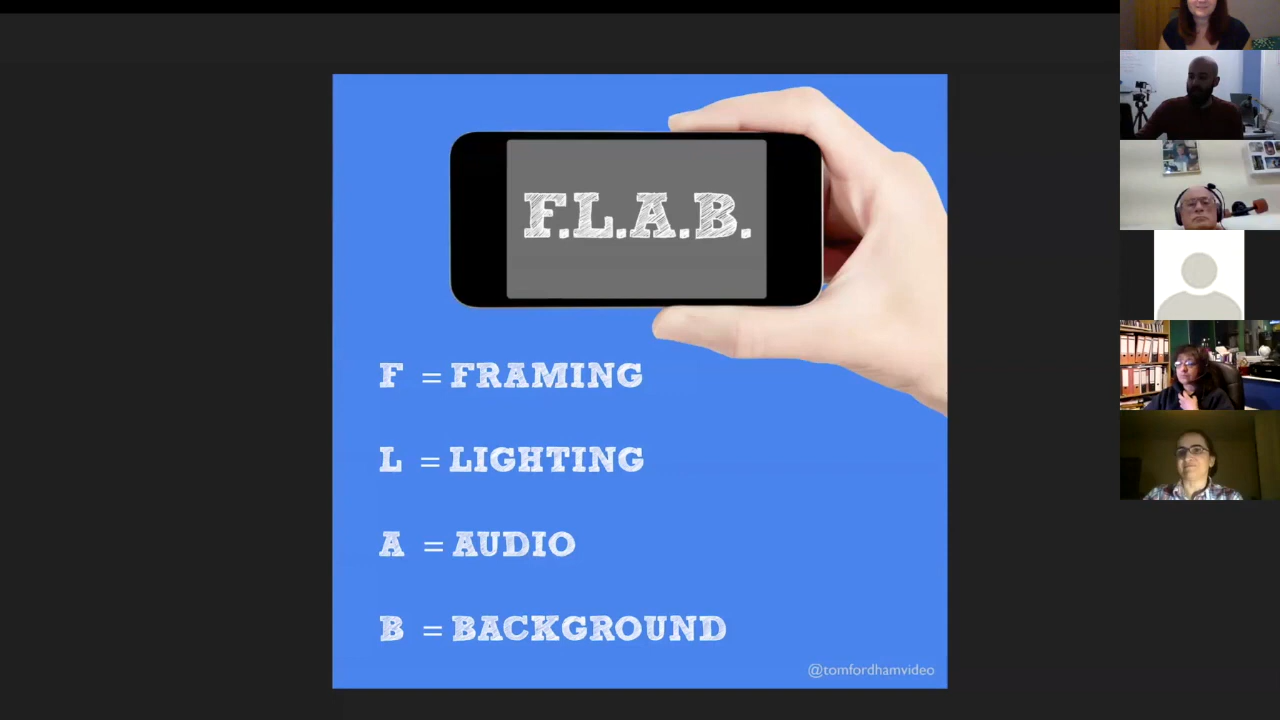 F.L.A.B.
F = FRAMING
L = LIGHTING
A = AUDIO
B = BACKGROUND
@tomfordhamvideo